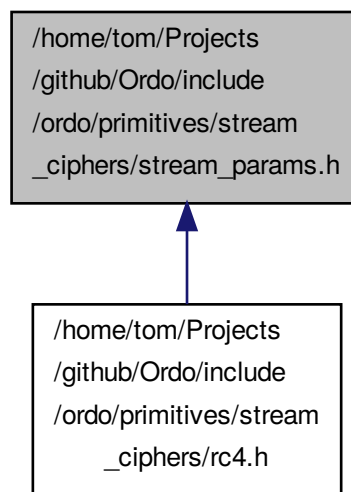 /home/tom/Projects
/github/Ordo/include
/ordo/primitives/stream
_ciphers/stream_params.h
/home/tom/Projects
/github/Ordo/include
/ordo/primitives/stream
_ciphers/rc4.h